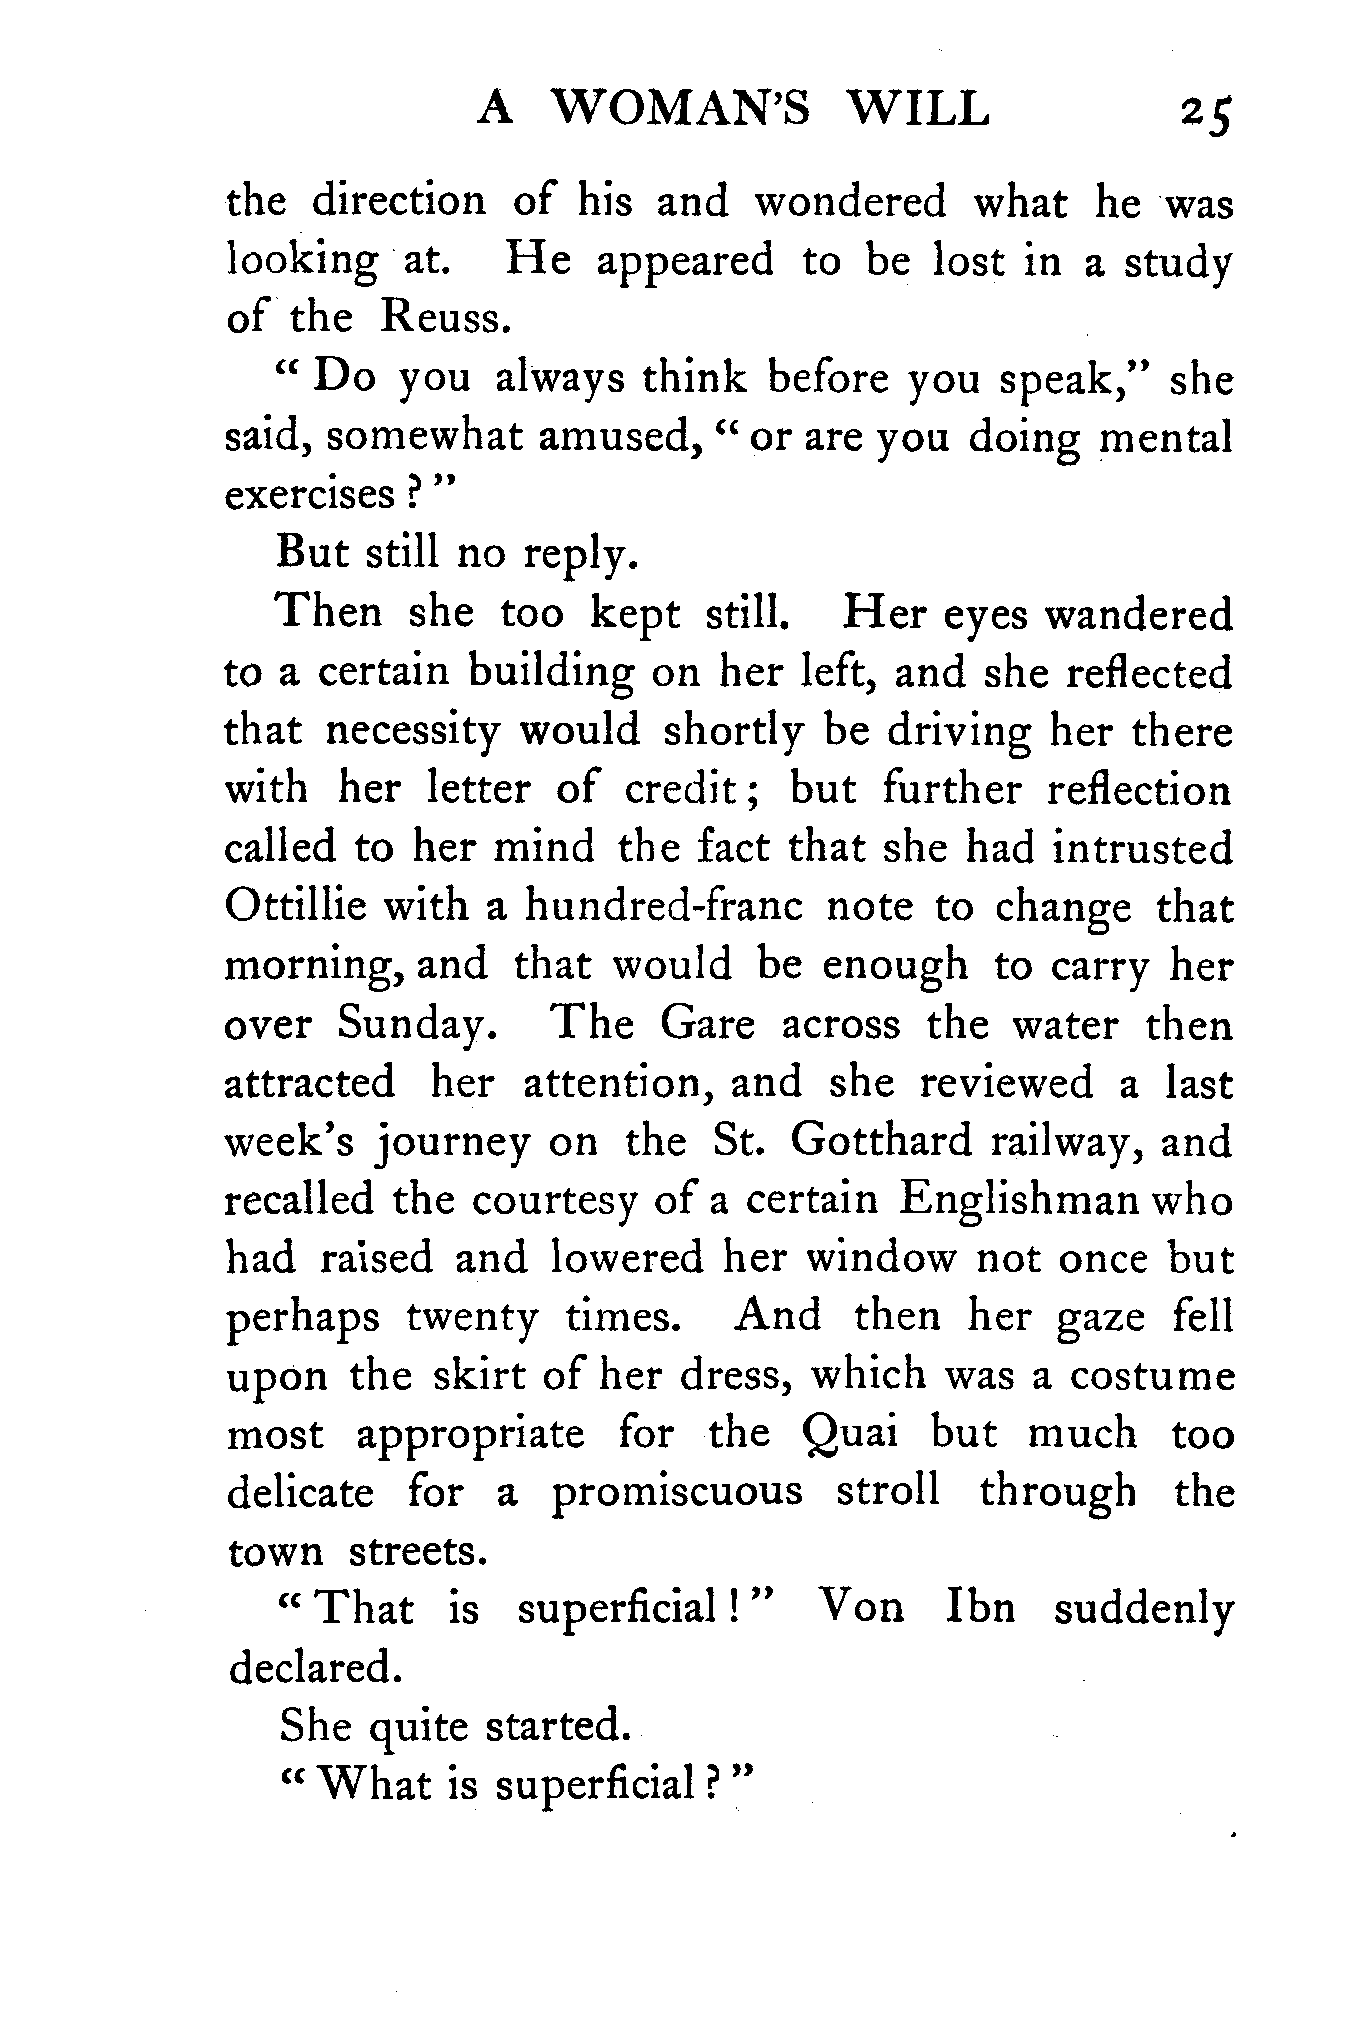 A WOMAN'S WILL 25
the direction of his and wondered what he was
looking at. He appeared to be lost in a study
of the Reuss.
“ Do you always think before you speak,” she
said, somewhat amused, “ or are you doing mental
exercises ? ”
But still no reply.
Then she too kept still. Her eyes wandered
to a certain building on her left, and she reflected
that necessity would shortly be driving her there
with her letter of credit ; but further reflection
called to her mind the fact that she had intrusted
Ottillie with a hundred-franc note to change that
morning, and that would be enough to carry her
over Sunday. The Gare across the water then
attracted her attention, and she reviewed a last
week's journey on the St. Gotthard railway, and
recalled the courtesy of a certain Englishman who
had raised and lowered her window not once but
perhaps twenty times. And then her gaze fell
upon the skirt of her dress, which was a costume
most appropriate for the Quai but much too
delicate for a promiscuous stroll through the
town streets.
“ That is superficial ! ” Von Ibn suddenly
declared.
She quite started.
“ What is superficial ? ”